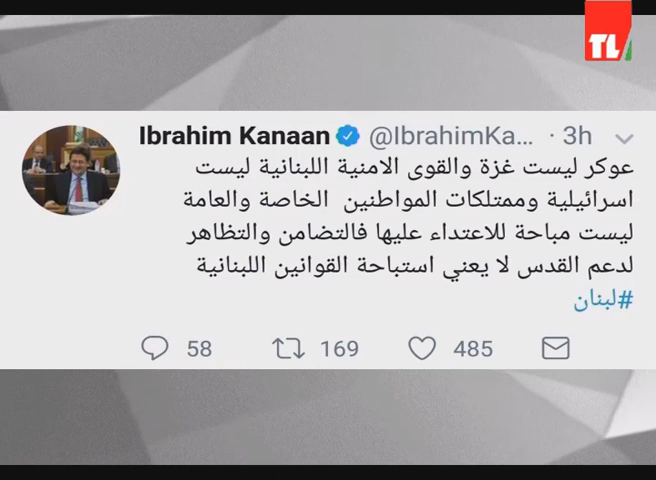 TL
Ibrahim Kanaan @IbrahimKa... · 3h
عوكر ليست غزة والقوى الامنية اللبنانية ليست
اسرائيلية وممتلكات المواطنين الخاصة والعامة
ليست مباحة للاعتداء عليها فالتضامن والتظاهر
لدعم القدس لا يعني استباحة القوانين اللبنانية
#لبنان
58 169 485